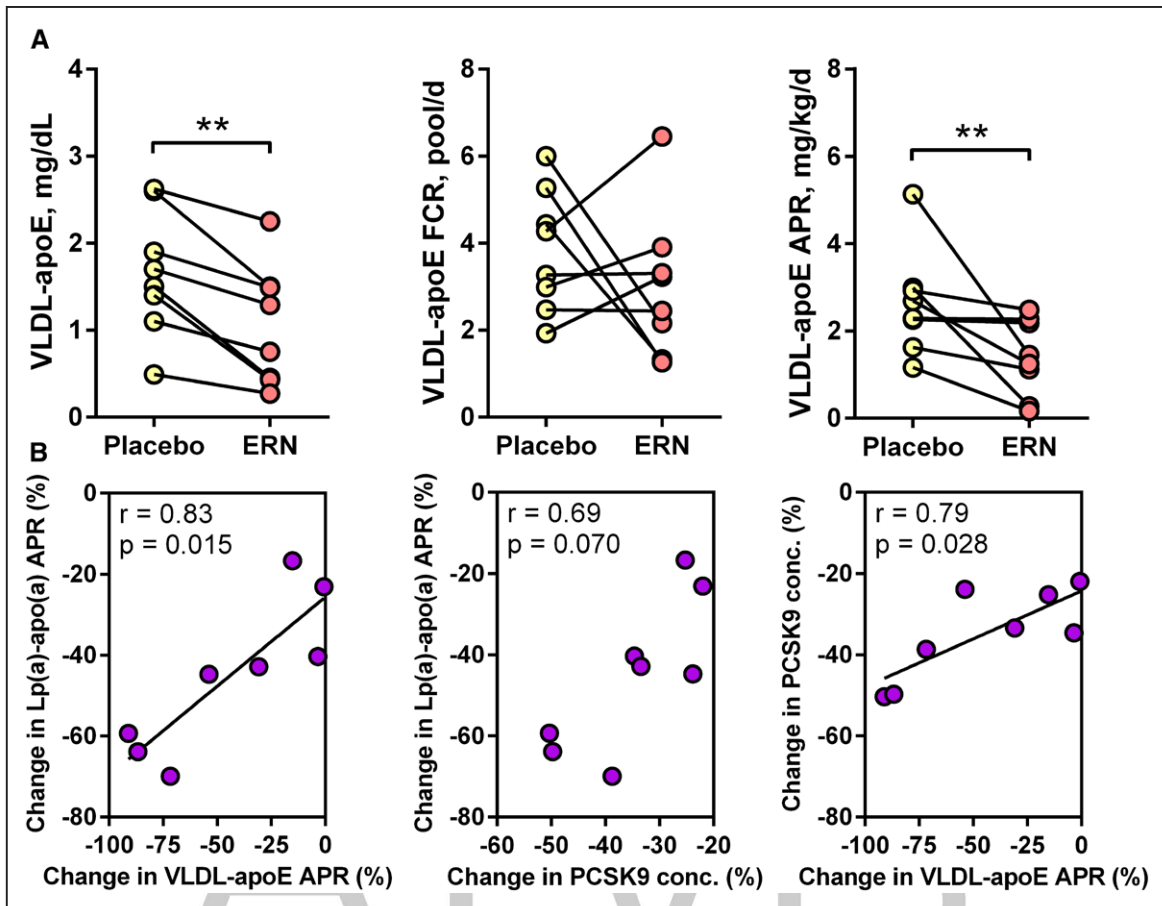 A
VLDL-apoE, mg/dL
4
3
2
1
0
**
Placebo ERN
VLDL-apoE FCR, pool/d
8
6
4
2
0
Placebo ERN
VLDL-apoE APR, mg/kg/d
8
6
4
2
0
**
Placebo ERN
B
Change in Lp(a)-apo(a) APR (%)
0
-20
-40
-60
-80
r = 0.83
p = 0.015
-100 -75 -50 -25 0
Change in VLDL-apoE APR (%)
Change in Lp(a)-apo(a) APR (%)
0
-20
-40
-60
-80
r = 0.69
p = 0.070
-60 -50 -40 -30 -20
Change in PCSK9 conc. (%)
Change in PCSK9 conc. (%)
0
-20
-40
-60
-80
r = 0.79
p = 0.028
-100 -75 -50 -25 0
Change in VLDL-apoE APR (%)